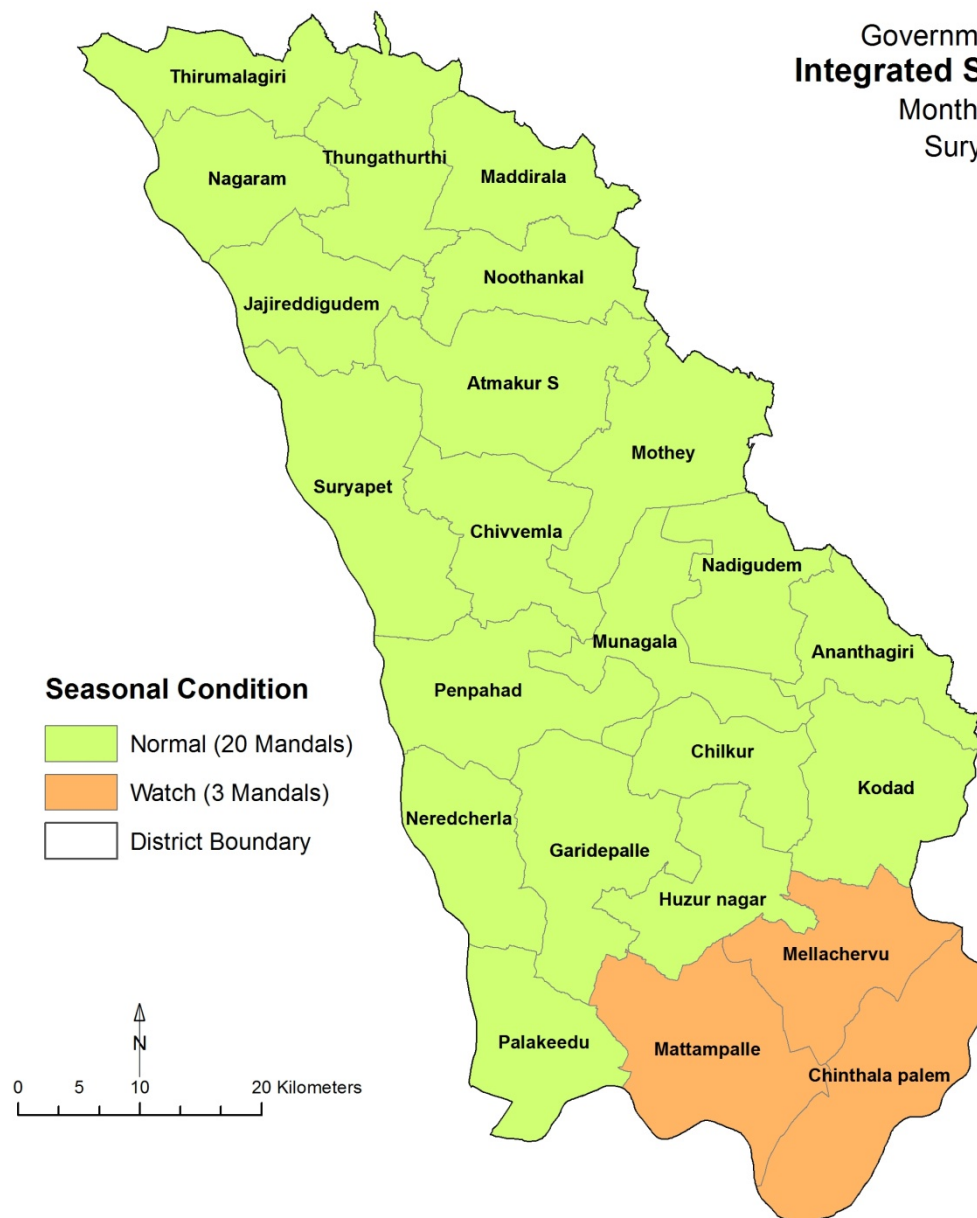 Governm
Integrated S
Month
Sury
Thirumalagiri
Thungathurthi
Nagaram
Maddirala
Noothankal
Jajireddigudem
Atmakur S
Mothey
Suryapet
Chivvemla
Nadigudem
Munagala
Ananthagiri
Penpahad
Chilkur
Kodad
Neredcherla
Garidepalle
Huzur nagar
Mellachervu
Palakeedu
Mattampalle
Chinthala palem
Seasonal Condition
Normal (20 Mandals)
Watch (3 Mandals)
District Boundary
N
0 5 10 20 Kilometers